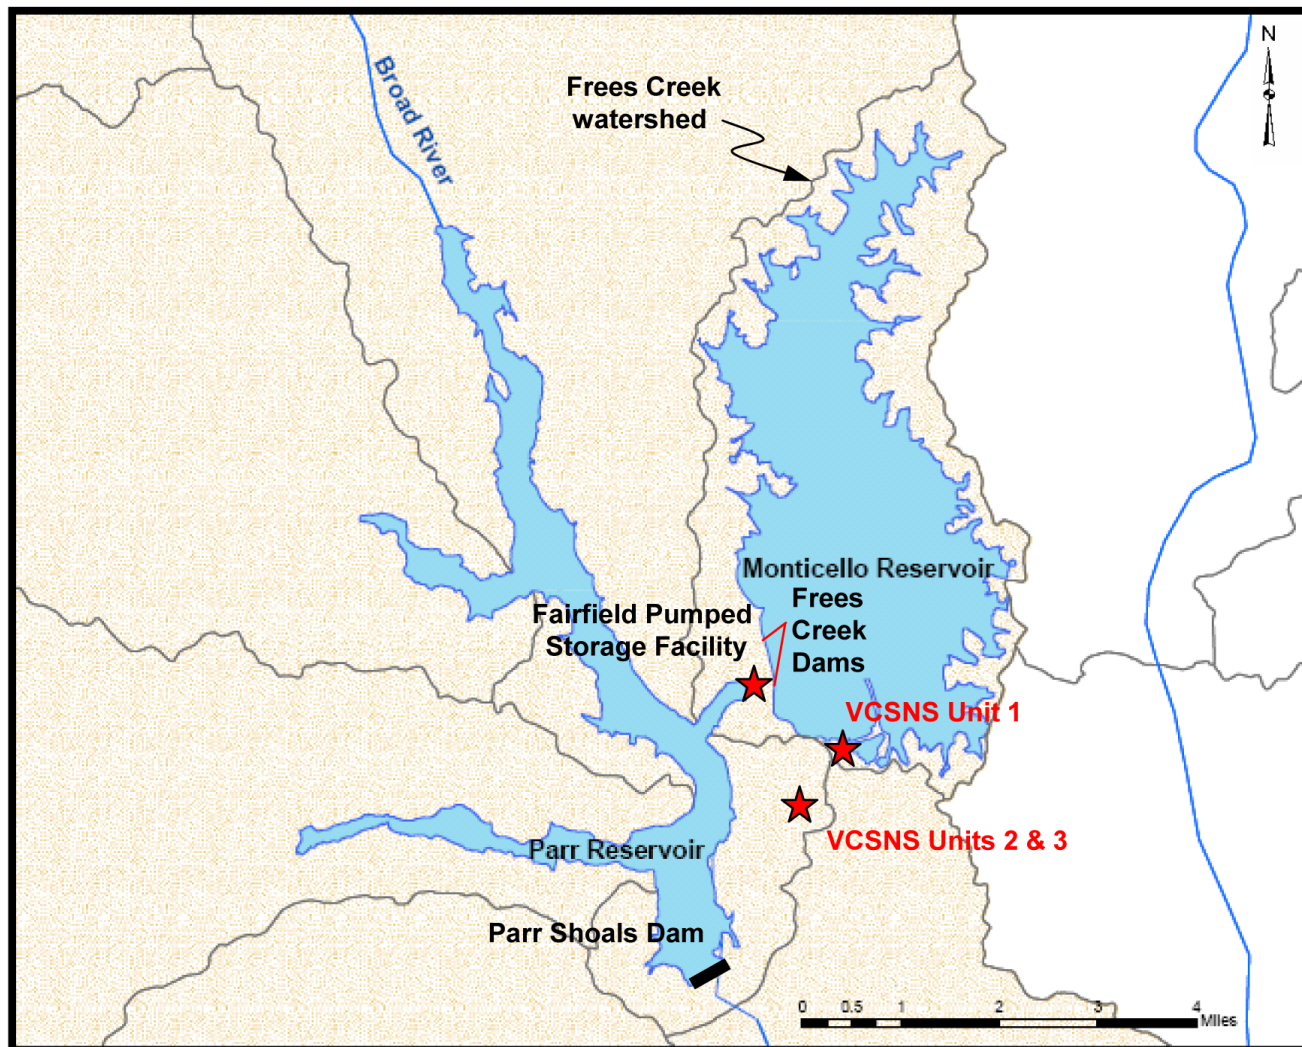 N
Frees Creek
watershed
Broad River
Monticello Reservoir
Frees
Creek
Dams
Fairfield Pumped
Storage Facility
VCSNS Unit 1
VCSNS Units 2 & 3
Parr Reservoir
Parr Shoals Dam
0 0.5 1 2 3 4
Miles